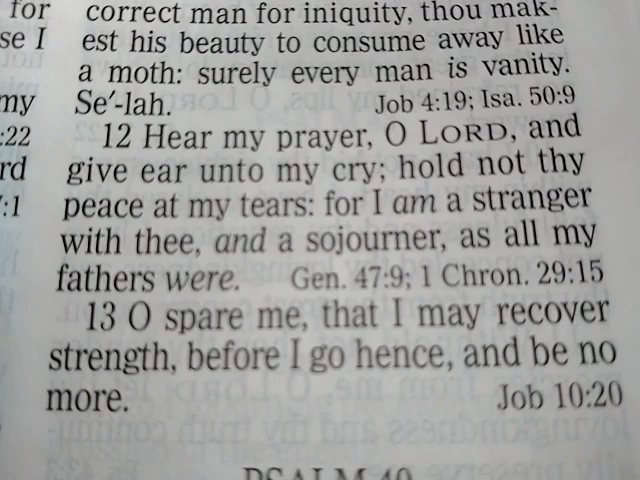 for
se I
my
:22
rd
:1
correct man for iniquity, thou mak-
est his beauty to consume away like
a moth: surely every man is vanity.
Se′-lah. Job 4:19; Isa. 50:9
12 Hear my prayer, O LORD, and
give ear unto my cry; hold not thy
peace at my tears: for I am a stranger
with thee, and a sojourner, as all my
fathers were. Gen. 47:9; 1 Chron. 29:15
13 O spare me, that I may recover
strength, before I go hence, and be no
more. Job 10:20
PSALM 40